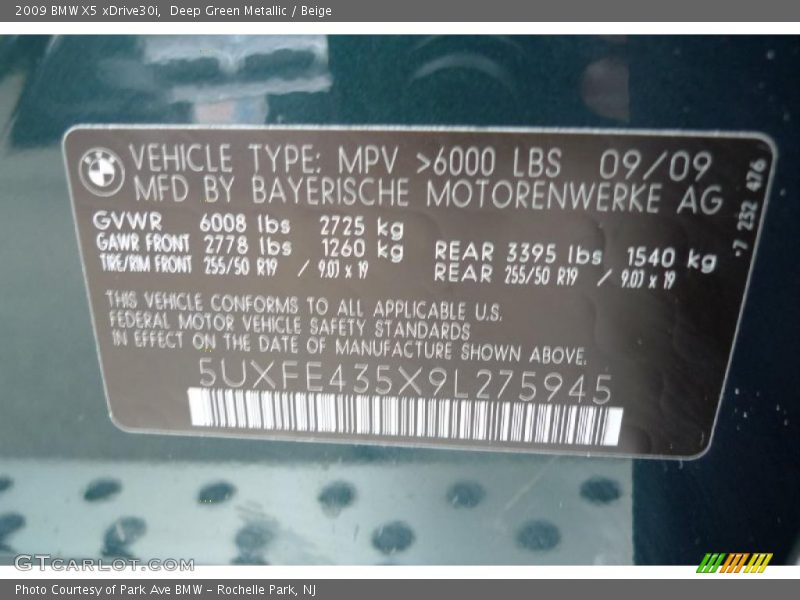 2009 BMW X5 xDrive30i, Deep Green Metallic / Beige
BMW
VEHICLE TYPE: MPV >6000 LBS 09/09
MFD BY BAYERISCHE MOTORENWERKE AG
GVWR 6008 lbs 2725 kg
GAWR FRONT 2778 lbs 1260 kg REAR 3395 lbs 1540 kg
TIRE/RIM FRONT 255/50 R19 / 9.0J x 19 REAR 255/50 R19 / 9.0J x 19
7 232 476
THIS VEHICLE CONFORMS TO ALL APPLICABLE U.S.
FEDERAL MOTOR VEHICLE SAFETY STANDARDS
IN EFFECT ON THE DATE OF MANUFACTURE SHOWN ABOVE.
5UXFE435X9L275945
GTCARLOT.COM
Photo Courtesy of Park Ave BMW - Rochelle Park, NJ